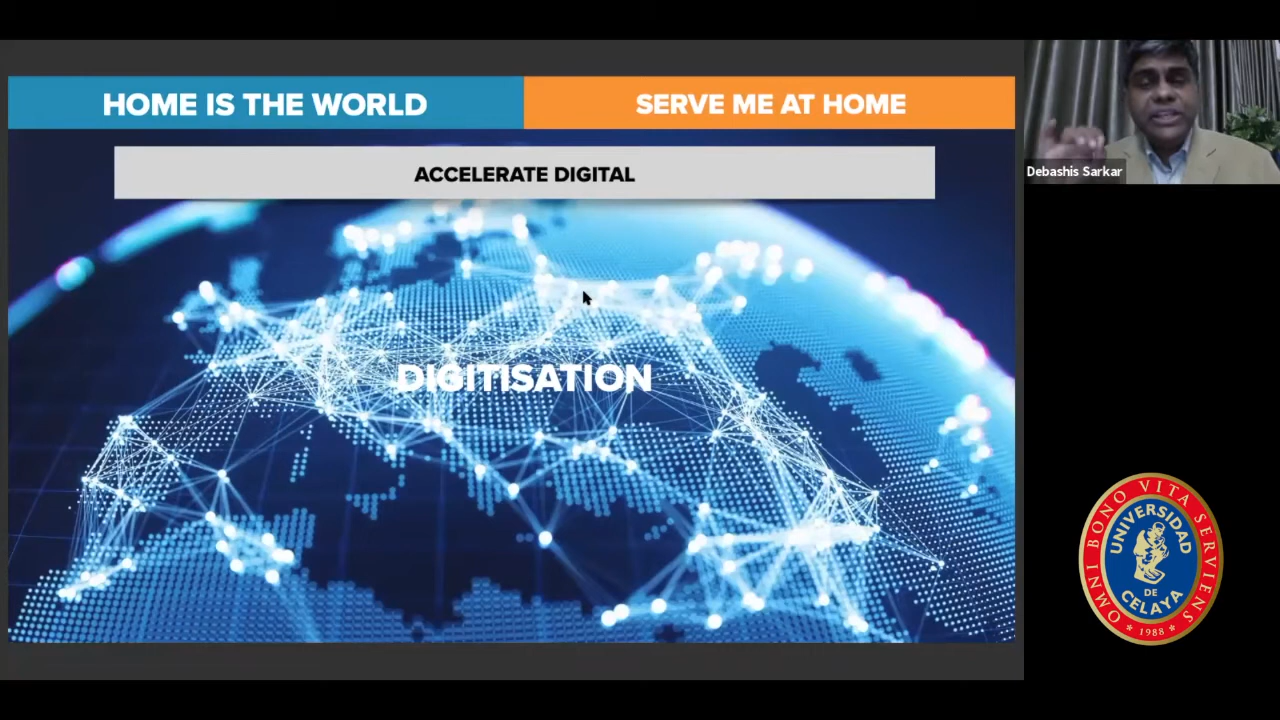 HOME IS THE WORLD
SERVE ME AT HOME
ACCELERATE DIGITAL
DIGITISATION
Debashis Sarkar
OMNI BONO VITA SERVIENS
UNIVERSIDAD
DE
CELAYA
* 1988 *